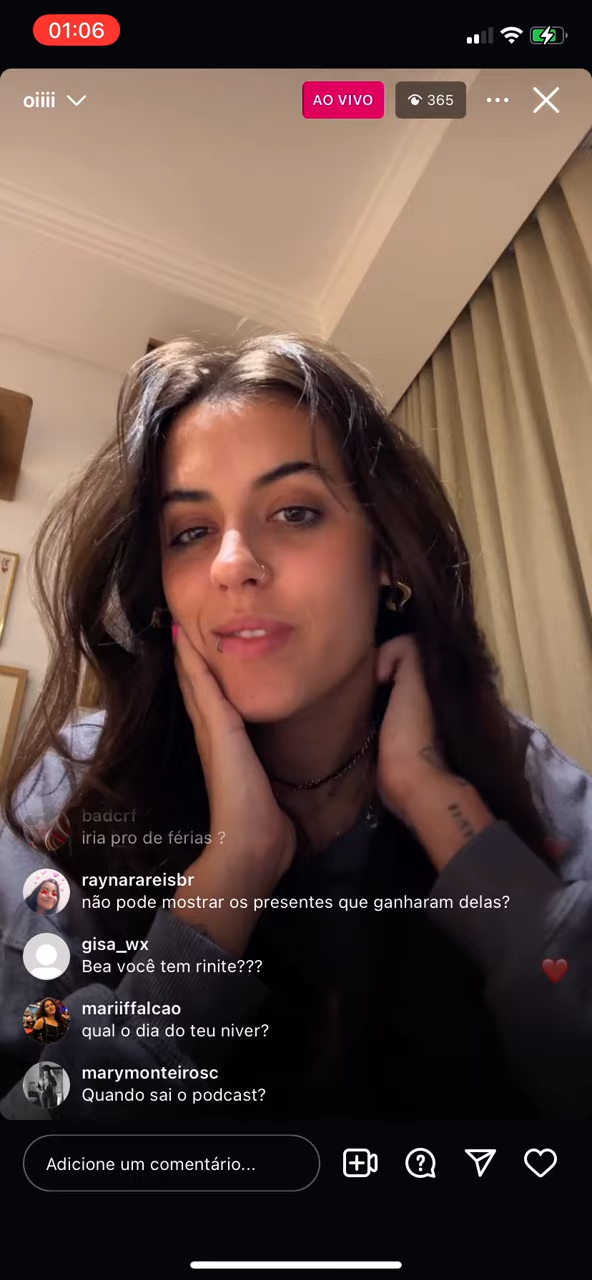 01:06
oiiii
AO VIVO
365
badcrf
iria pro de férias ?
raynarareisbr
não pode mostrar os presentes que ganharam delas?
gisa_wx
Bea você tem rinite???
mariiffalcao
qual o dia do teu niver?
marymonteirosc
Quando sai o podcast?
Adicione um comentário...